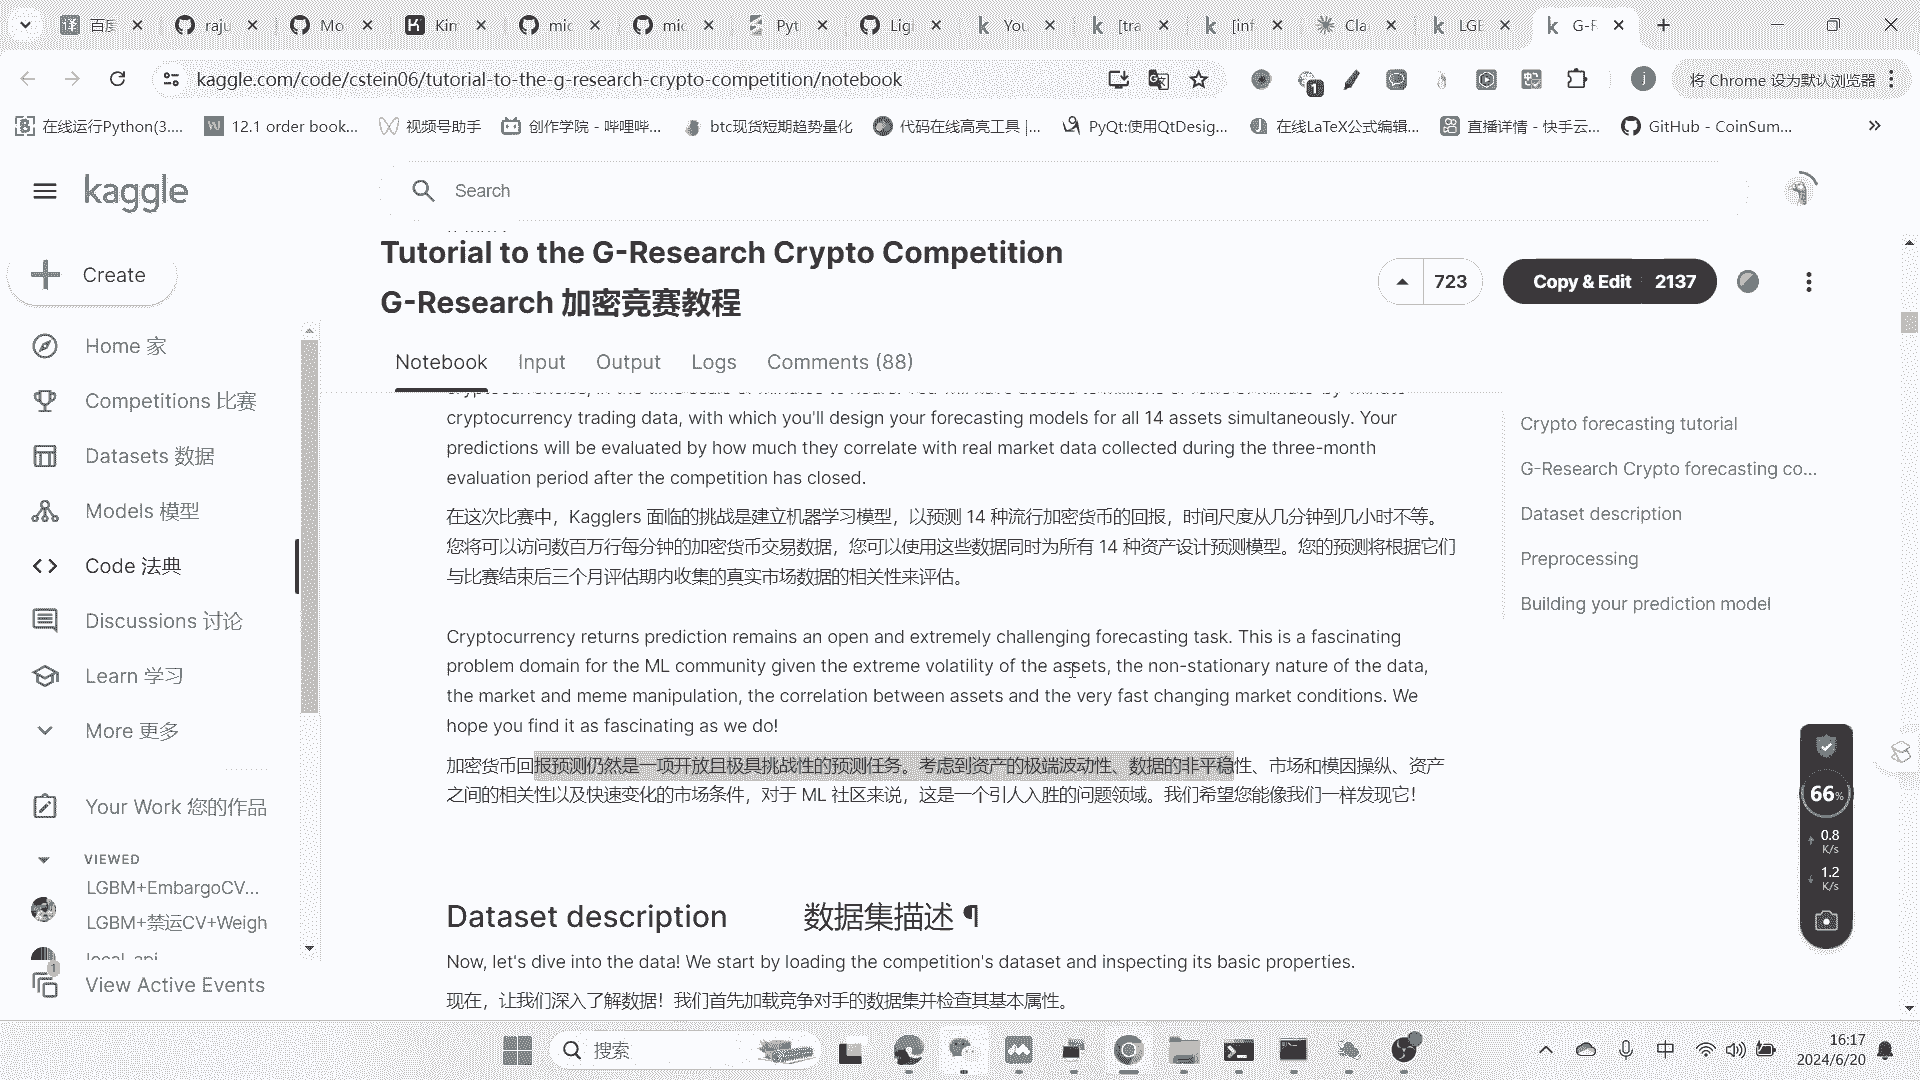 百度
raju
Mo
Kin
mic
mic
Pyt
Ligl
You
[tra
[inf
Cla
LGE
G-F
kaggle.com/code/cstein06/tutorial-to-the-g-research-crypto-competition/notebook
1
j
将 Chrome 设为默认浏览器
在线运行Python(3....
12.1 order book...
视频号助手
创作学院 - 哔哩哔...
btc现货短期趋势量化
代码在线高亮工具 |...
PyQt:使用QtDesig...
在线LaTeX公式编辑...
直播详情 - 快手云...
GitHub - CoinSum...
kaggle
Search
Create
Tutorial to the G-Research Crypto Competition
G-Research 加密竞赛教程
723
Copy & Edit 2137
Home 家
Competitions 比赛
Datasets 数据
Models 模型
Code 法典
Discussions 讨论
Learn 学习
More 更多
Your Work 您的作品
VIEWED
LGBM+EmbargoCV...
LGBM+禁运CV+Weigh
local_api
1
View Active Events
Notebook
Input
Output
Logs
Comments (88)
cryptocurrency trading data, with which you'll design your forecasting models for all 14 assets simultaneously. Your
predictions will be evaluated by how much they correlate with real market data collected during the three-month
evaluation period after the competition has closed.
在这次比赛中，Kagglers 面临的挑战是建立机器学习模型，以预测 14 种流行加密货币的回报，时间尺度从几分钟到几小时不等。
您将可以访问数百万行每分钟的加密货币交易数据，您可以使用这些数据同时为所有 14 种资产设计预测模型。您的预测将根据它们
与比赛结束后三个月评估期内收集的真实市场数据的相关性来评估。
Cryptocurrency returns prediction remains an open and extremely challenging forecasting task. This is a fascinating
problem domain for the ML community given the extreme volatility of the assets, the non-stationary nature of the data,
the market and meme manipulation, the correlation between assets and the very fast changing market conditions. We
hope you find it as fascinating as we do!
加密货币回报预测仍然是一项开放且极具挑战性的预测任务。考虑到资产的极端波动性、数据的非平稳性、市场和模因操纵、资产
之间的相关性以及快速变化的市场条件，对于 ML 社区来说，这是一个引人入胜的问题领域。我们希望您能像我们一样发现它！
Dataset description 数据集描述 ¶
Now, let's dive into the data! We start by loading the competition's dataset and inspecting its basic properties.
现在，让我们深入了解数据！我们首先加载竞争对手的数据集并检查其基本属性。
Crypto forecasting tutorial
G-Research Crypto forecasting co...
Dataset description
Preprocessing
Building your prediction model
66%
0.8
K/s
1.2
K/s
搜索
中
16:17
2024/6/20